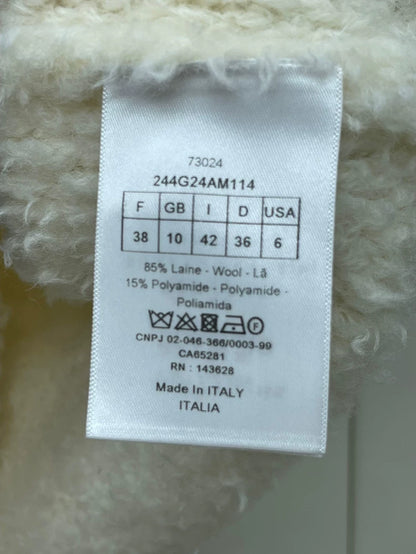 73024
244G24AM114
F GB I D USA
38 10 42 36 6
85% Laine - Wool - Lã
15% Polyamide - Polyamide -
Poliamida
F
CNPJ 02-046-366/0003-99
CA65281
RN : 143628
Made In ITALY
ITALIA